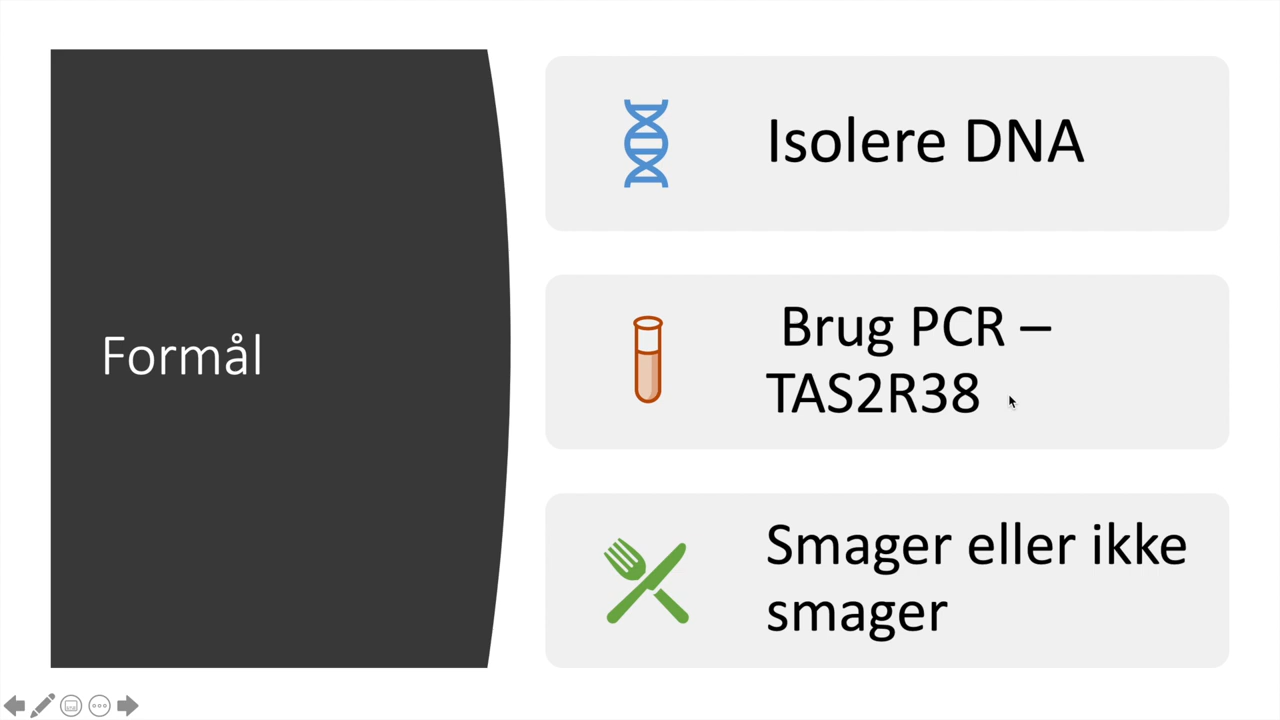 Formål
Isolere DNA
Brug PCR –
TAS2R38
Smager eller ikke
smager